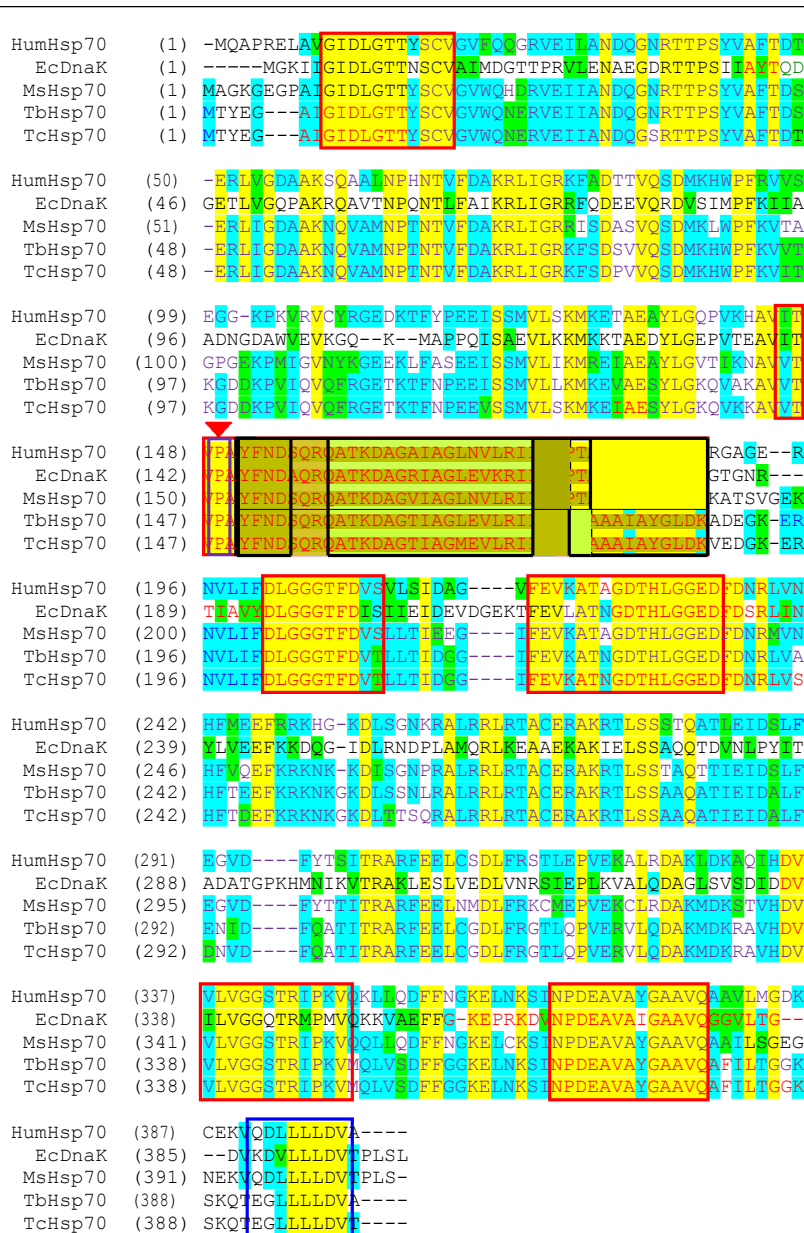 HumHsp70 (1) -MQAPRELAVGIDLGTTYSCVGVFQQGRVEILANDQGNRTTPSYVAFTDT
EcDnaK (1) -----MGKIIGIDLGTTNSCVAIMDGTTPRVLENAEGDRTTPSIIAYTQD
MsHsp70 (1) MAGKGEGPAIGIDLGTTYSCVGVWQHDRVEIIANDQGNRTTPSYVAFTDS
TbHsp70 (1) MTYEG---AIGIDLGTTYSCVGVWQNERVEIIANDQGNRTTPSYVAFTDS
TcHsp70 (1) MTYEG---AIGIDLGTTYSCVGVWQNERVEIIANDQGSRTTPSYVAFTDT
HumHsp70 (50) -ERLVGDAAKSQAALNPHNTVFDAKRLIGRKFADTTVQSDMKHWPFRVVS
EcDnaK (46) GETLVGQPAKRQAVTNPQNTLFAIKRLIGRRFQDEEVQRDVSIMPFKIIA
MsHsp70 (51) -ERLIGDAAKNQVAMNPTNTVFDAKRLIGRRISDASVQSDMKLWPFKVTA
TbHsp70 (48) -ERLIGDAAKNQVAMNPTNTVFDAKRLIGRKFSDSVVQSDMKHWPFKVVT
TcHsp70 (48) -ERLIGDAAKNQVAMNPTNTVFDAKRLIGRKFSDPVVQSDMKHWPFKVIT
HumHsp70 (99) EGG-KPKVRVCYRGEDKTFYPEEISSMVLSKMKETAEAYLGQPVKHAVIT
EcDnaK (96) ADNGDAWVEVKGQ--K--MAPPQISAEVLKKMKKTAEDYLGEPVTEAVIT
MsHsp70 (100) GPGEKPMIGVNYKGEEKLFASEEISSMVLIKMREIAEAYLGVTIKNAVVT
TbHsp70 (97) KGDDKPVIQVQFRGETKTFNPEEISSMVLLKMKEVAESYLGKQVAKAVVT
TcHsp70 (97) KGDDKPVIQVQFRGETKTFNPEEVSSMVLSKMKEIAESYLGKQVKKAVVT
HumHsp70 (148) VPAYFNDSQRQATKDAGAIAGLNVLRII PT RGAGE--R
EcDnaK (142) VPAYFNDAQRQATKDAGRIAGLEVKRII PT GTGNR---
MsHsp70 (150) VPAYFNDSQRQATKDAGVIAGLNVLRII PT KATSVGEK
TbHsp70 (147) VPAYFNDSQRQATKDAGTIAGLEVLRII AAAIAYGLDKADEGK-ER
TcHsp70 (147) VPAYFNDSQRQATKDAGTIAGMEVLRII AAAIAYGLDKVEDGK-ER
HumHsp70 (196) NVLIFDLGGGTFDVSVLSIDAG----VFEVKATAGDTHLGGEDFDNRLVN
EcDnaK (189) TIAVYDLGGGTFDISIIEIDEVDGEKTFEVLATNGDTHLGGEDFDSRLIN
MsHsp70 (200) NVLIFDLGGGTFDVSLLTIEEG----IFEVKATAGDTHLGGEDFDNRMVN
TbHsp70 (196) NVLIFDLGGGTFDVTLLTIDGG----IFEVKATNGDTHLGGEDFDNRLVA
TcHsp70 (196) NVLIFDLGGGTFDVTLLTIDGG----IFEVKATNGDTHLGGEDFDNRLVS
HumHsp70 (242) HFMEEFRRKHG-KDLSGNKRALRRLRTACERAKRTLSSSTQATLEIDSLF
EcDnaK (239) YLVEEFKKDQG-IDLRNDPLAMQRLKEAAEKAKIELSSAQQTDVNLPYIT
MsHsp70 (246) HFVQEFKRKNK-KDISGNPRALRRLRTACERAKRTLSSTAQTTIEIDSLF
TbHsp70 (242) HFTEEFKRKNKGKDLSSNLRALRRLRTACERAKRTLSSAAQATIEIDALF
TcHsp70 (242) HFTDEFKRKNKGKDLTTSQRALRRLRTACERAKRTLSSAAQATIEIDALF
HumHsp70 (291) EGVD----FYTSITRARFEELCSDLFRSTLEPVEKALRDAKLDKAQIHDV
EcDnaK (288) ADATGPKHMNIKVTRAKLESLVEDLVNRSIEPLKVALQDAGLSVSDIDDV
MsHsp70 (295) EGVD----FYTTITRARFEELNMDLFRKCMEPVEKCLRDAKMDKSTVHDV
TbHsp70 (292) ENID----FQATITRARFEELCGDLFRGTLQPVERVLQDAKMDKRAVHDV
TcHsp70 (292) DNVD----FQATITRARFEELCGDLFRGTLQPVERVLQDAKMDKRAVHDV
HumHsp70 (337) VLVGGSTRIPKVQKLLQDFFNGKELNKSINPDEAVAYGAAVQAAVLMGDK
EcDnaK (338) ILVGGQTRMPMVQKKVAEFFG-KEPRKDVNPDEAVAIGAAVQGGVLTG--
MsHsp70 (341) VLVGGSTRIPKVQQLLQDFFNGKELCKSINPDEAVAYGAAVQAAILSGEG
TbHsp70 (338) VLVGGSTRIPKVMQLVSDFFGGKELNKSINPDEAVAYGAAVQAFILTGGK
TcHsp70 (338) VLVGGSTRIPKVMQLVSDFFGGKELNKSINPDEAVAYGAAVQAFILTGGK
HumHsp70 (387) CEKVQDLLLLDVA----
EcDnaK (385) --DVKDVLLLDVTPLSL
MsHsp70 (391) NEKVQDLLLLDVTPLS-
TbHsp70 (388) SKQTEGLLLLDVA----
TcHsp70 (388) SKQTEGLLLLDVT----